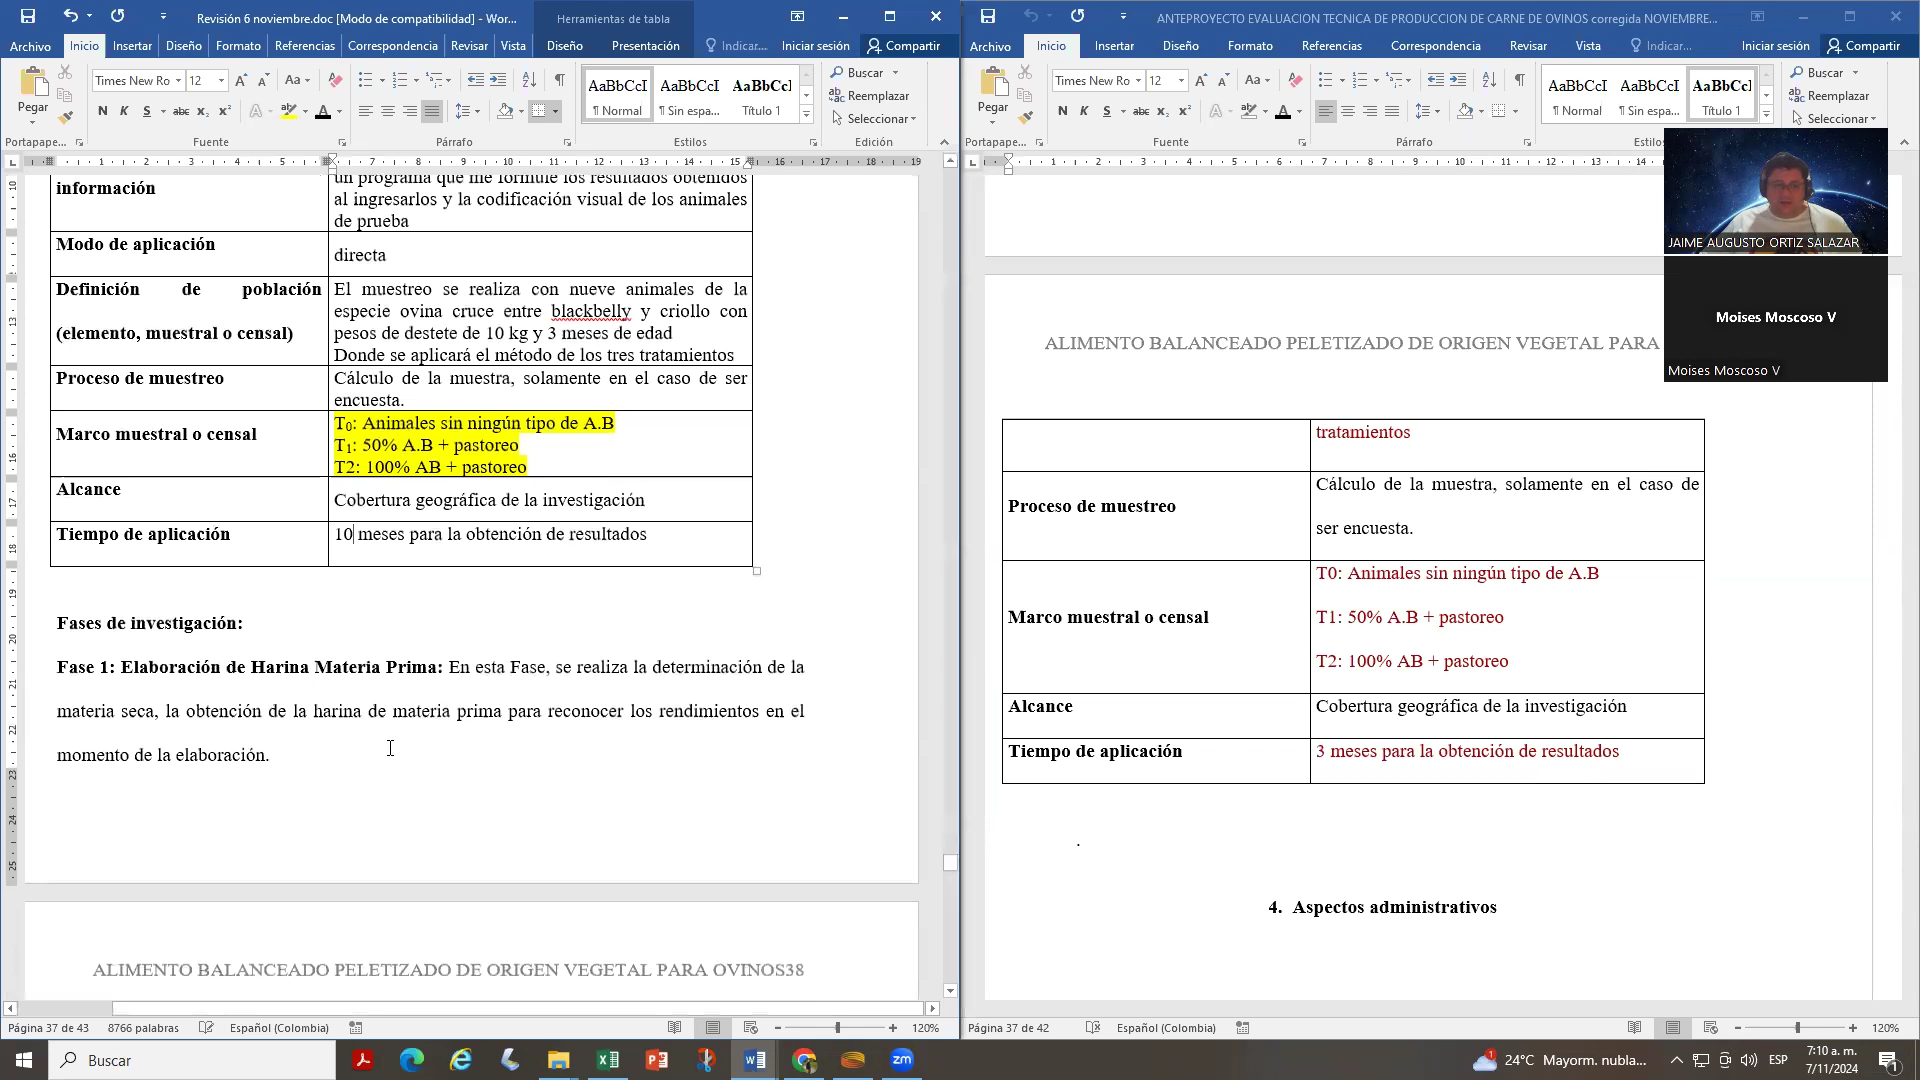 Revisión 6 noviembre.doc [Modo de compatibilidad] - Wor...
Herramientas de tabla
Archivo Inicio Insertar Diseño Formato Referencias Correspondencia Revisar Vista Diseño Presentación Indicar... Iniciar sesión Compartir
Pegar
Times New Ro 12
N K S abc x₂ x²
AaBbCcI AaBbCcI AaBbCcI
¶ Normal ¶ Sin espa... Título 1
Buscar
Reemplazar
Seleccionar
Portapape... Fuente Párrafo Estilos Edición
información
un programa que me formule los resultados obtenidos
al ingresarlos y la codificación visual de los animales
de prueba
Modo de aplicación
directa
Definición de población
(elemento, muestral o censal)
El muestreo se realiza con nueve animales de la
especie ovina cruce entre blackbelly y criollo con
pesos de destete de 10 kg y 3 meses de edad
Donde se aplicará el método de los tres tratamientos
Proceso de muestreo
Cálculo de la muestra, solamente en el caso de ser
encuesta.
Marco muestral o censal
T₀: Animales sin ningún tipo de A.B
T₁: 50% A.B + pastoreo
T2: 100% AB + pastoreo
Alcance
Cobertura geográfica de la investigación
Tiempo de aplicación
10 meses para la obtención de resultados
Fases de investigación:
Fase 1: Elaboración de Harina Materia Prima: En esta Fase, se realiza la determinación de la
materia seca, la obtención de la harina de materia prima para reconocer los rendimientos en el
momento de la elaboración.
ALIMENTO BALANCEADO PELETIZADO DE ORIGEN VEGETAL PARA OVINOS38
Página 37 de 43 8766 palabras Español (Colombia) 120%
ANTEPROYECTO EVALUACION TECNICA DE PRODUCCION DE CARNE DE OVINOS corregida NOVIEMBRE...
Archivo Inicio Insertar Diseño Formato Referencias Correspondencia Revisar Vista Indicar... Iniciar sesión Compartir
Pegar
Times New Ro 12
N K S abc x₂ x²
AaBbCcI AaBbCcI AaBbCcI
¶ Normal ¶ Sin espa... Título 1
Buscar
Reemplazar
Seleccionar
Portapape... Fuente Párrafo Estilos
JAIME AUGUSTO ORTIZ SALAZAR
Moises Moscoso V
Moises Moscoso V
ALIMENTO BALANCEADO PELETIZADO DE ORIGEN VEGETAL PARA
tratamientos
Proceso de muestreo
Cálculo de la muestra, solamente en el caso de
ser encuesta.
Marco muestral o censal
T0: Animales sin ningún tipo de A.B
T1: 50% A.B + pastoreo
T2: 100% AB + pastoreo
Alcance
Cobertura geográfica de la investigación
Tiempo de aplicación
3 meses para la obtención de resultados
.
4. Aspectos administrativos
Página 37 de 42 Español (Colombia) 120%
Buscar
24°C Mayorm. nubla... ESP
7:10 a. m.
7/11/2024